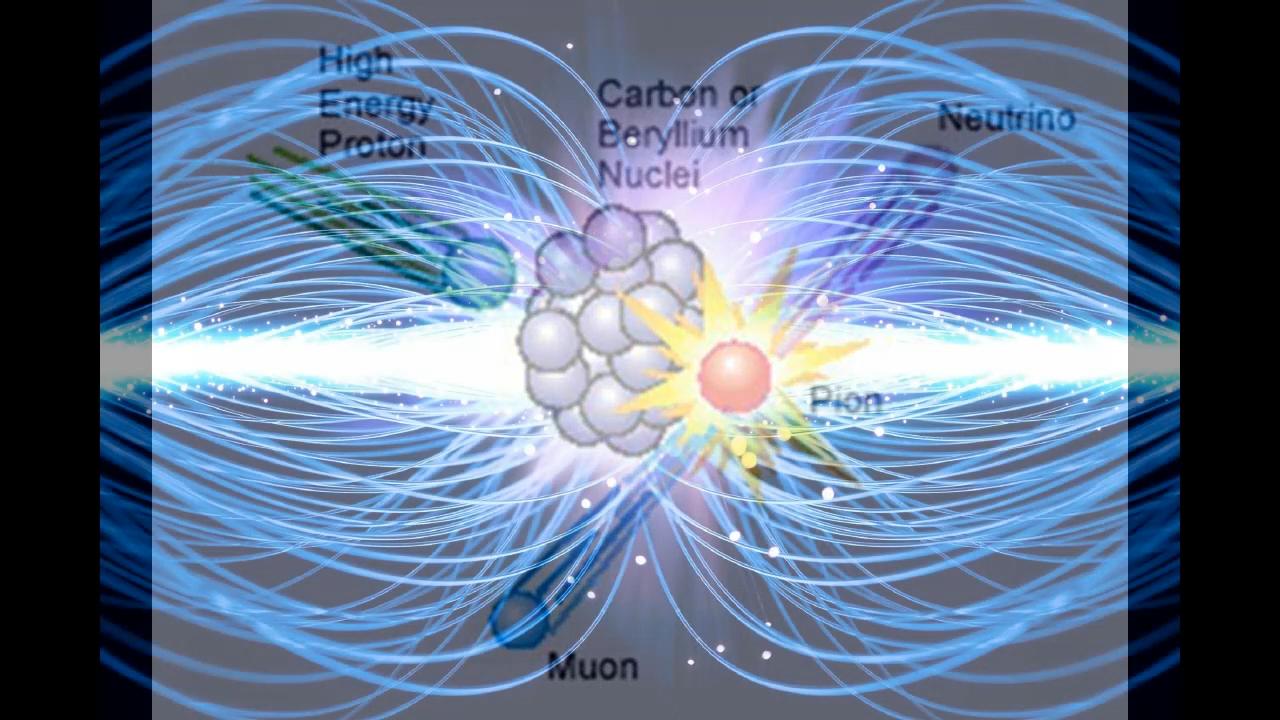 High
Energy
Proton
Carbon or
Beryllium
Nuclei
Neutrino
Pion
Muon